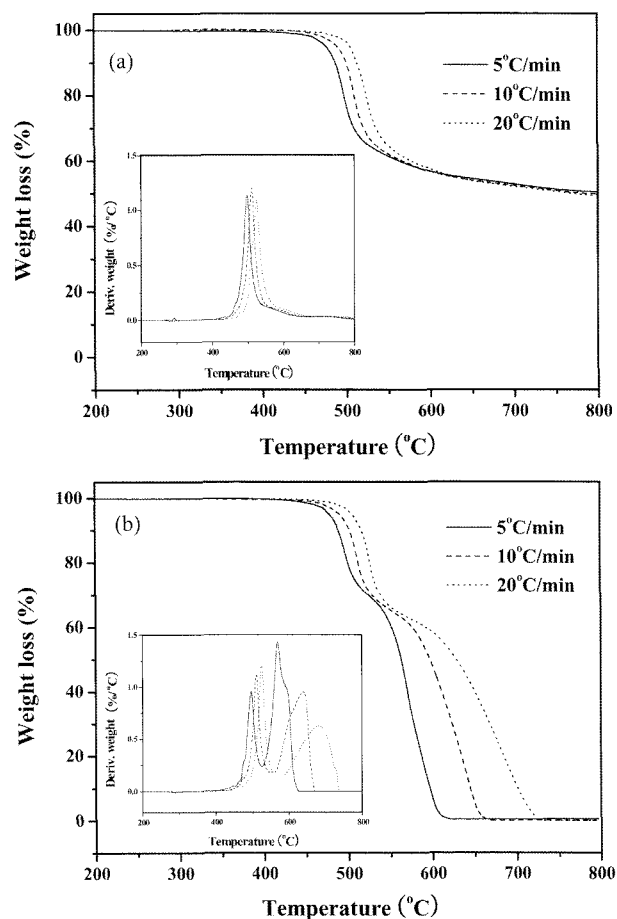 (a)
5°C/min
10°C/min
20°C/min
Weight loss (%)
100
80
60
40
20
0
200 300 400 500 600 700 800
Temperature (°C)
Deriv. weight (%/°C)
1.5
1.0
0.5
0.0
200 400 600 800
Temperature (°C)
(b)
5°C/min
10°C/min
20°C/min
Weight loss (%)
100
80
60
40
20
0
200 300 400 500 600 700 800
Temperature (°C)
Deriv. weight (%/°C)
1.5
1.0
0.5
0.0
200 400 600 800
Temperature (°C)